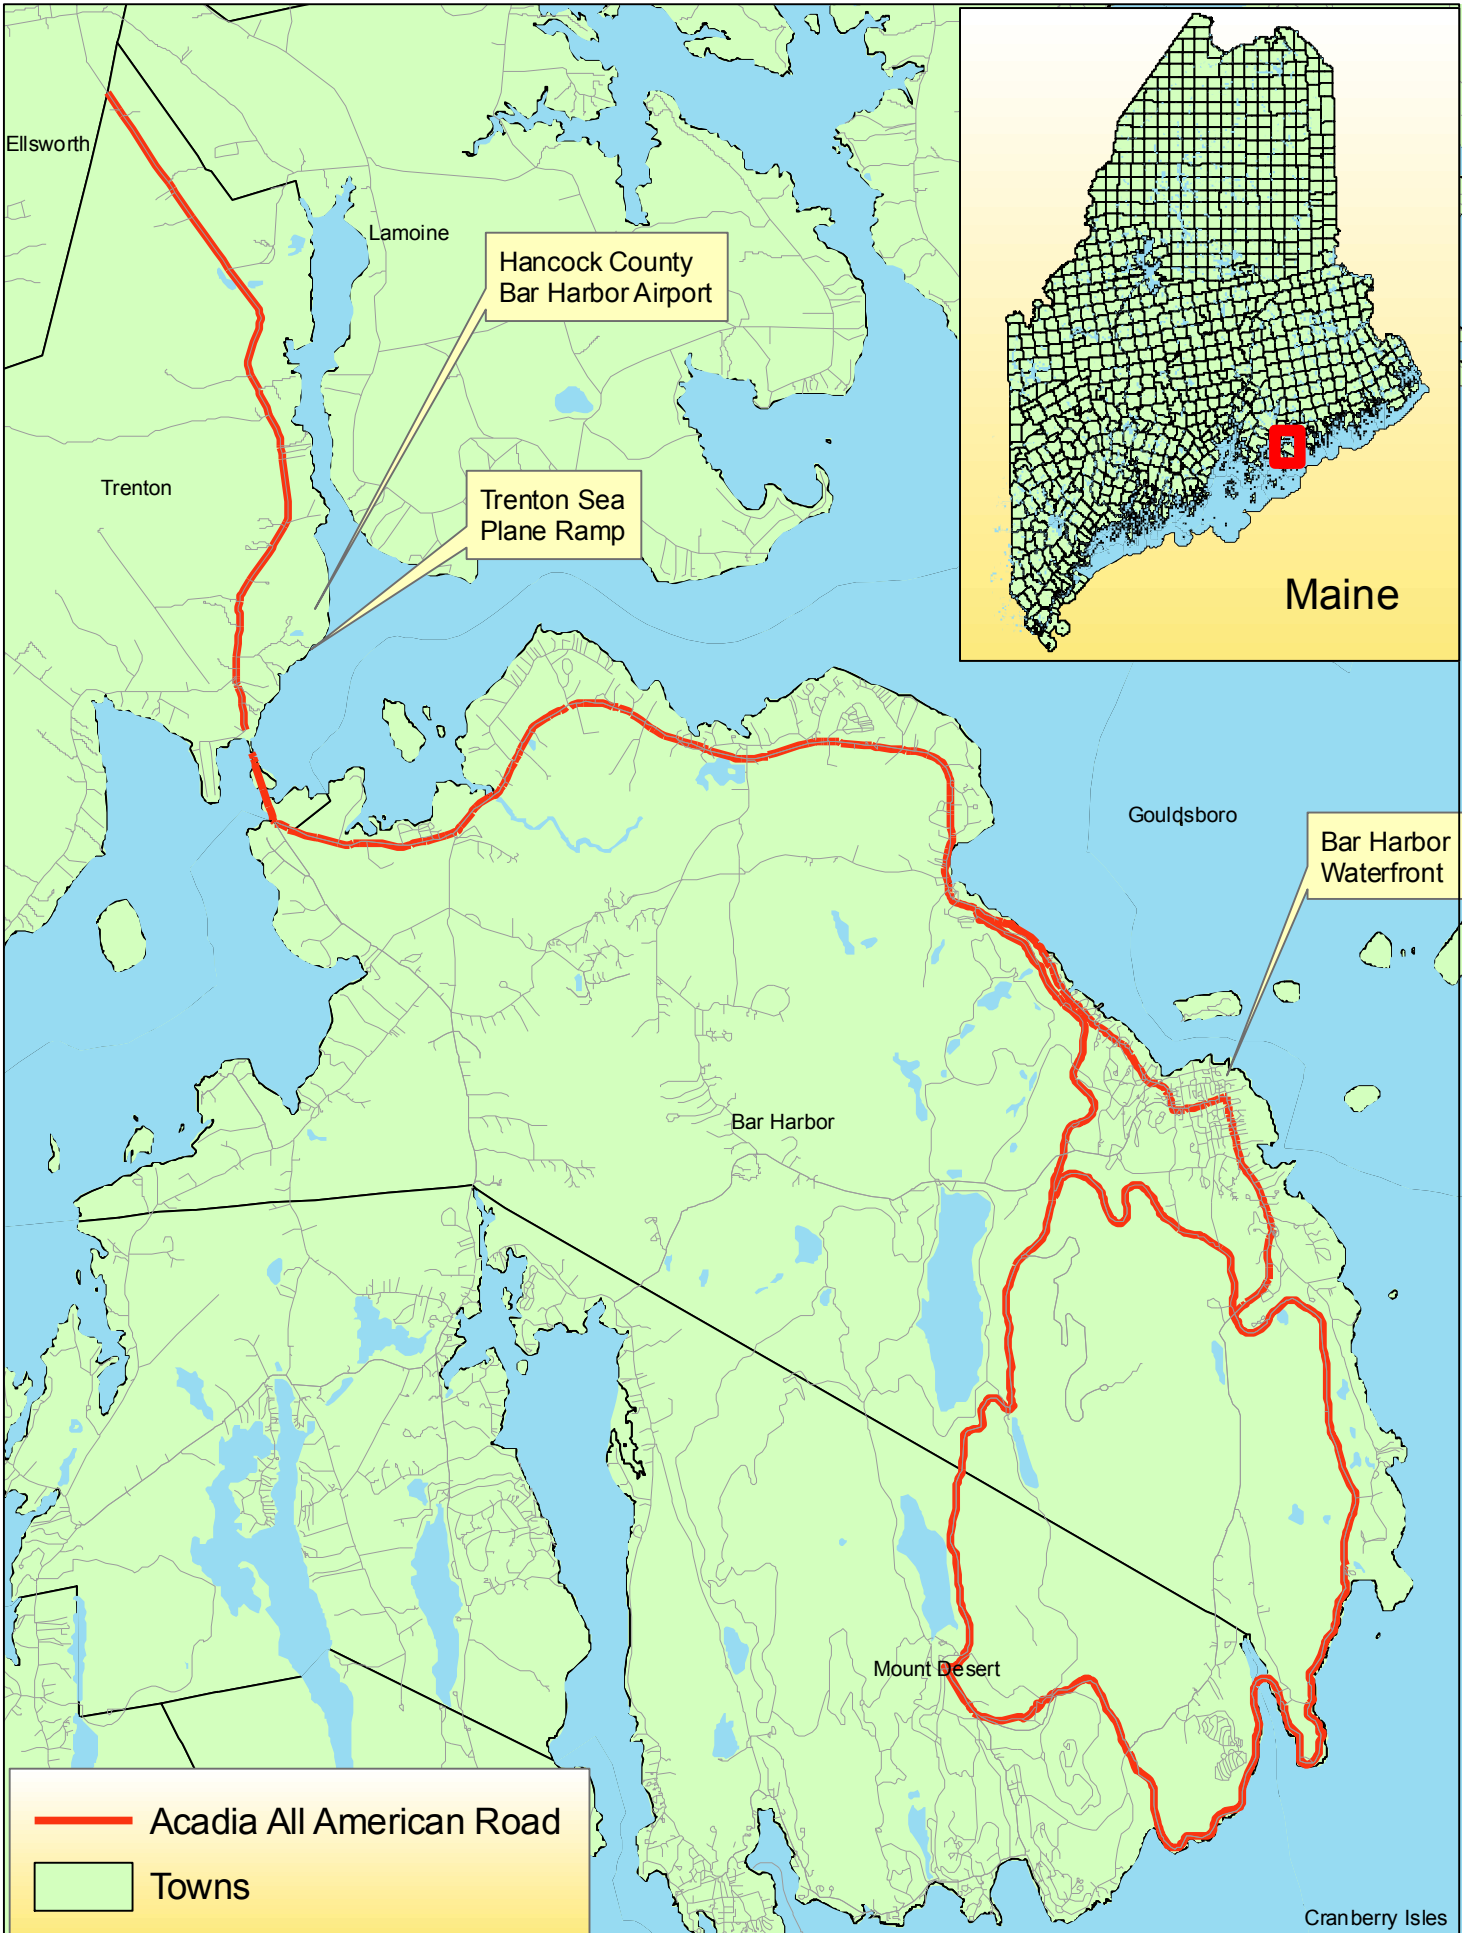 Ellsworth
Lamoine
Hancock County
Bar Harbor Airport
Trenton
Trenton Sea
Plane Ramp
Maine
Gouldsboro
Bar Harbor
Waterfront
Bar Harbor
Mount Desert
Acadia All American Road
Towns
Cranberry Isles